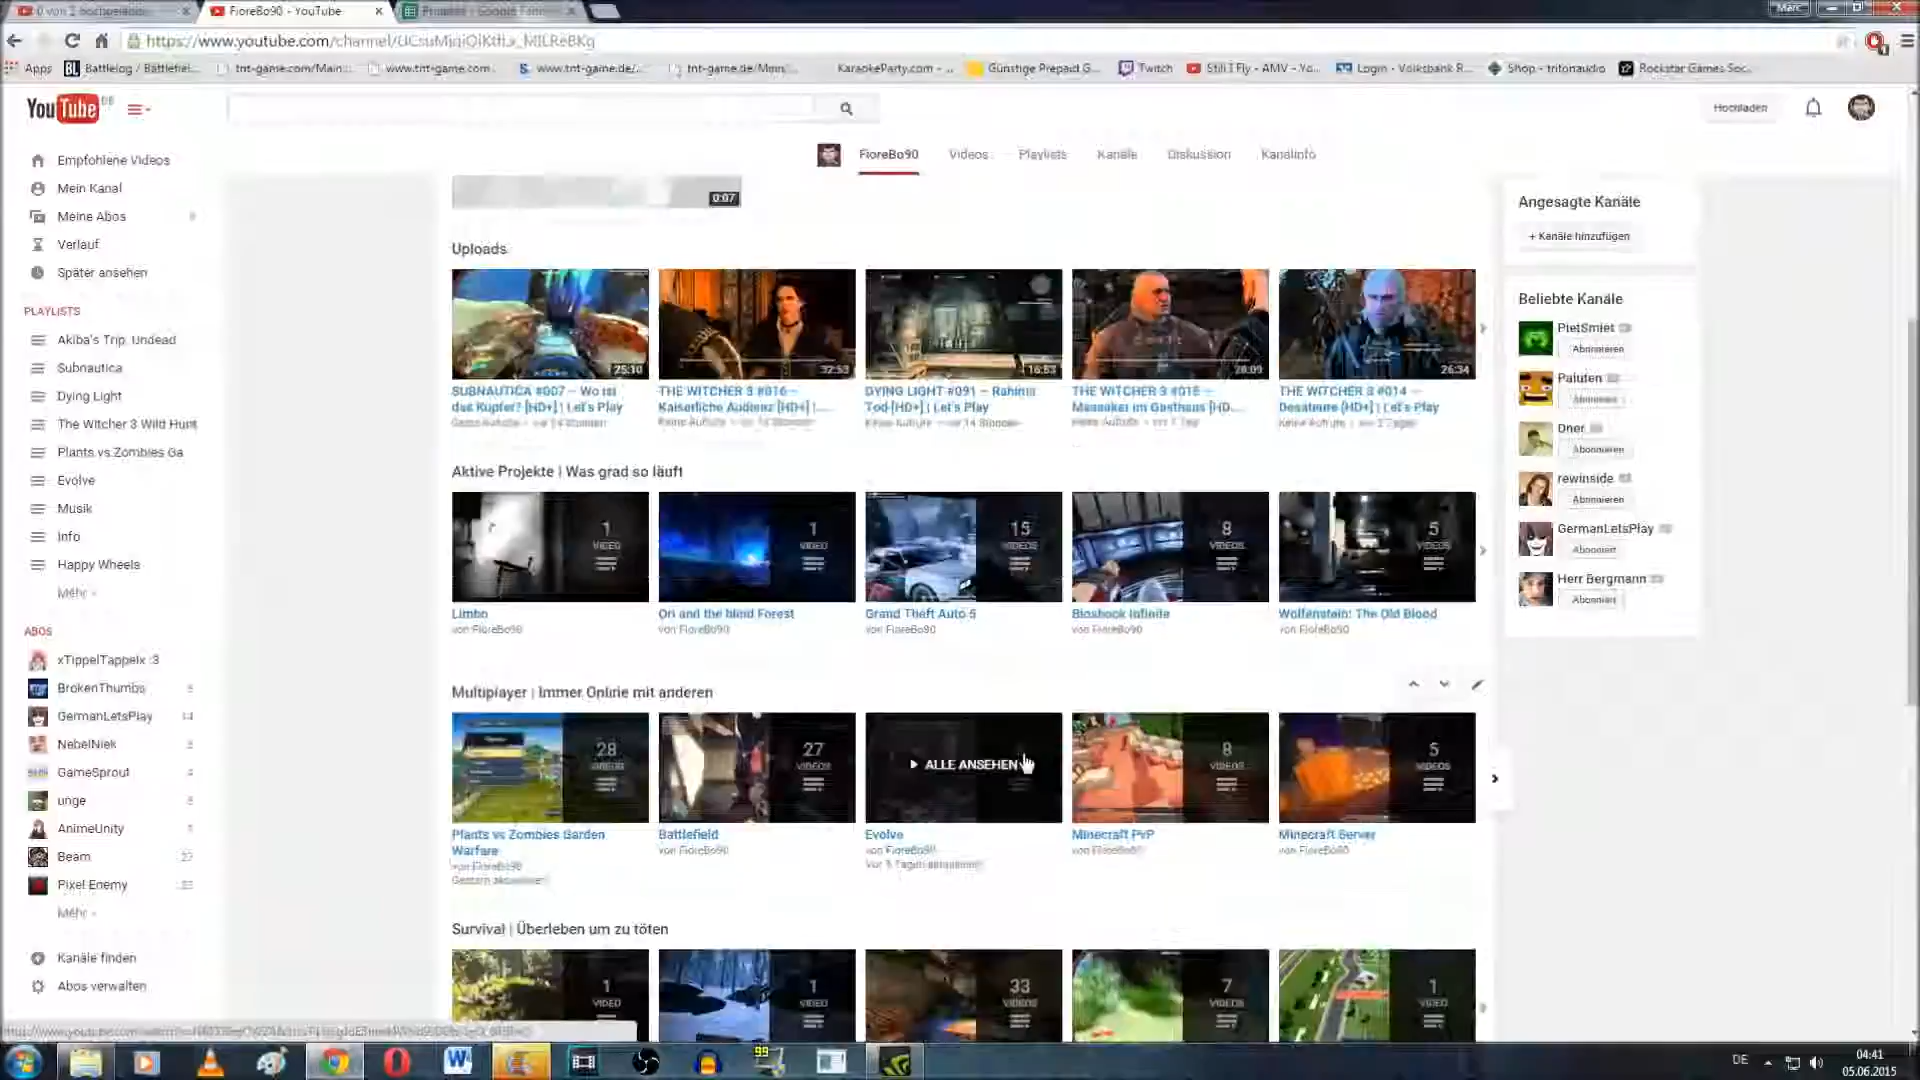 FioreBo90 - YouTube
Marc
Apps
Battlelog / Battlefiel...
tnt-game.com/Main...
www.tnt-game.com...
www.tnt-game.de/...
tnt-game.de/Main/...
KaraokeParty.com - ...
Günstige Prepaid G...
Twitch
Still I Fly - AMV - Yo...
Login - Volksbank R...
Shop - tritonaudio
Rockstar Games Soc...
YouTube DE
Hochladen
FioreBo90
Videos
Playlists
Kanäle
Diskussion
Kanalinfo
Empfohlene Videos
Mein Kanal
Meine Abos
Verlauf
Später ansehen
PLAYLISTS
Akiba's Trip: Undead
Subnautica
Dying Light
The Witcher 3 Wild Hunt
Plants vs Zombies Ga
Evolve
Musik
Info
Happy Wheels
Mehr
ABOS
xTippelTappelx :3
BrokenThumbs
GermanLetsPlay 14
NebelNiek
GameSprout
unge
AnimeUnity
Beam
Pixel Enemy
Mehr
Kanäle finden
Abos verwalten
0:07
Uploads
25:10
32:53
16:53
28:09
26:34
SUBNAUTICA #007 – Wo ist das Kupfer? [HD+] | Let's Play
THE WITCHER 3 #016 – Kaiserliche Audienz [HD+] | ...
DYING LIGHT #091 – Rahims Tod [HD+] | Let's Play
THE WITCHER 3 #015 – Massaker im Gasthaus [HD...
THE WITCHER 3 #014 – [HD+] | Let's Play
Aktive Projekte | Was grad so läuft
1 VIDEO
1 VIDEO
15 VIDEOS
8 VIDEOS
5 VIDEOS
Limbo
von FioreBo90
Ori and the blind Forest
von FioreBo90
Grand Theft Auto 5
von FioreBo90
Bioshock Infinite
von FioreBo90
Wolfenstein: The Old Blood
von FioreBo90
Multiplayer | Immer Online mit anderen
28 VIDEOS
27 VIDEOS
ALLE ANSEHEN
8 VIDEOS
5 VIDEOS
Plants vs Zombies Garden Warfare
von FioreBo90
Gestern aktualisiert
Battlefield
von FioreBo90
Evolve
von FioreBo90
Vor 5 Tagen aktualisiert
Minecraft PvP
von FioreBo90
Minecraft Server
von FioreBo90
Survival | Überleben um zu töten
1 VIDEO
1 VIDEO
33 VIDEOS
7 VIDEOS
1 VIDEO
Angesagte Kanäle
+ Kanäle hinzufügen
Beliebte Kanäle
PietSmiet
Abonnieren
Paluten
Abonnieren
Dner
Abonnieren
rewinside
Abonnieren
GermanLetsPlay
Abonniert
Herr Bergmann
Abonniert
99
DE
04:41
05.06.2015